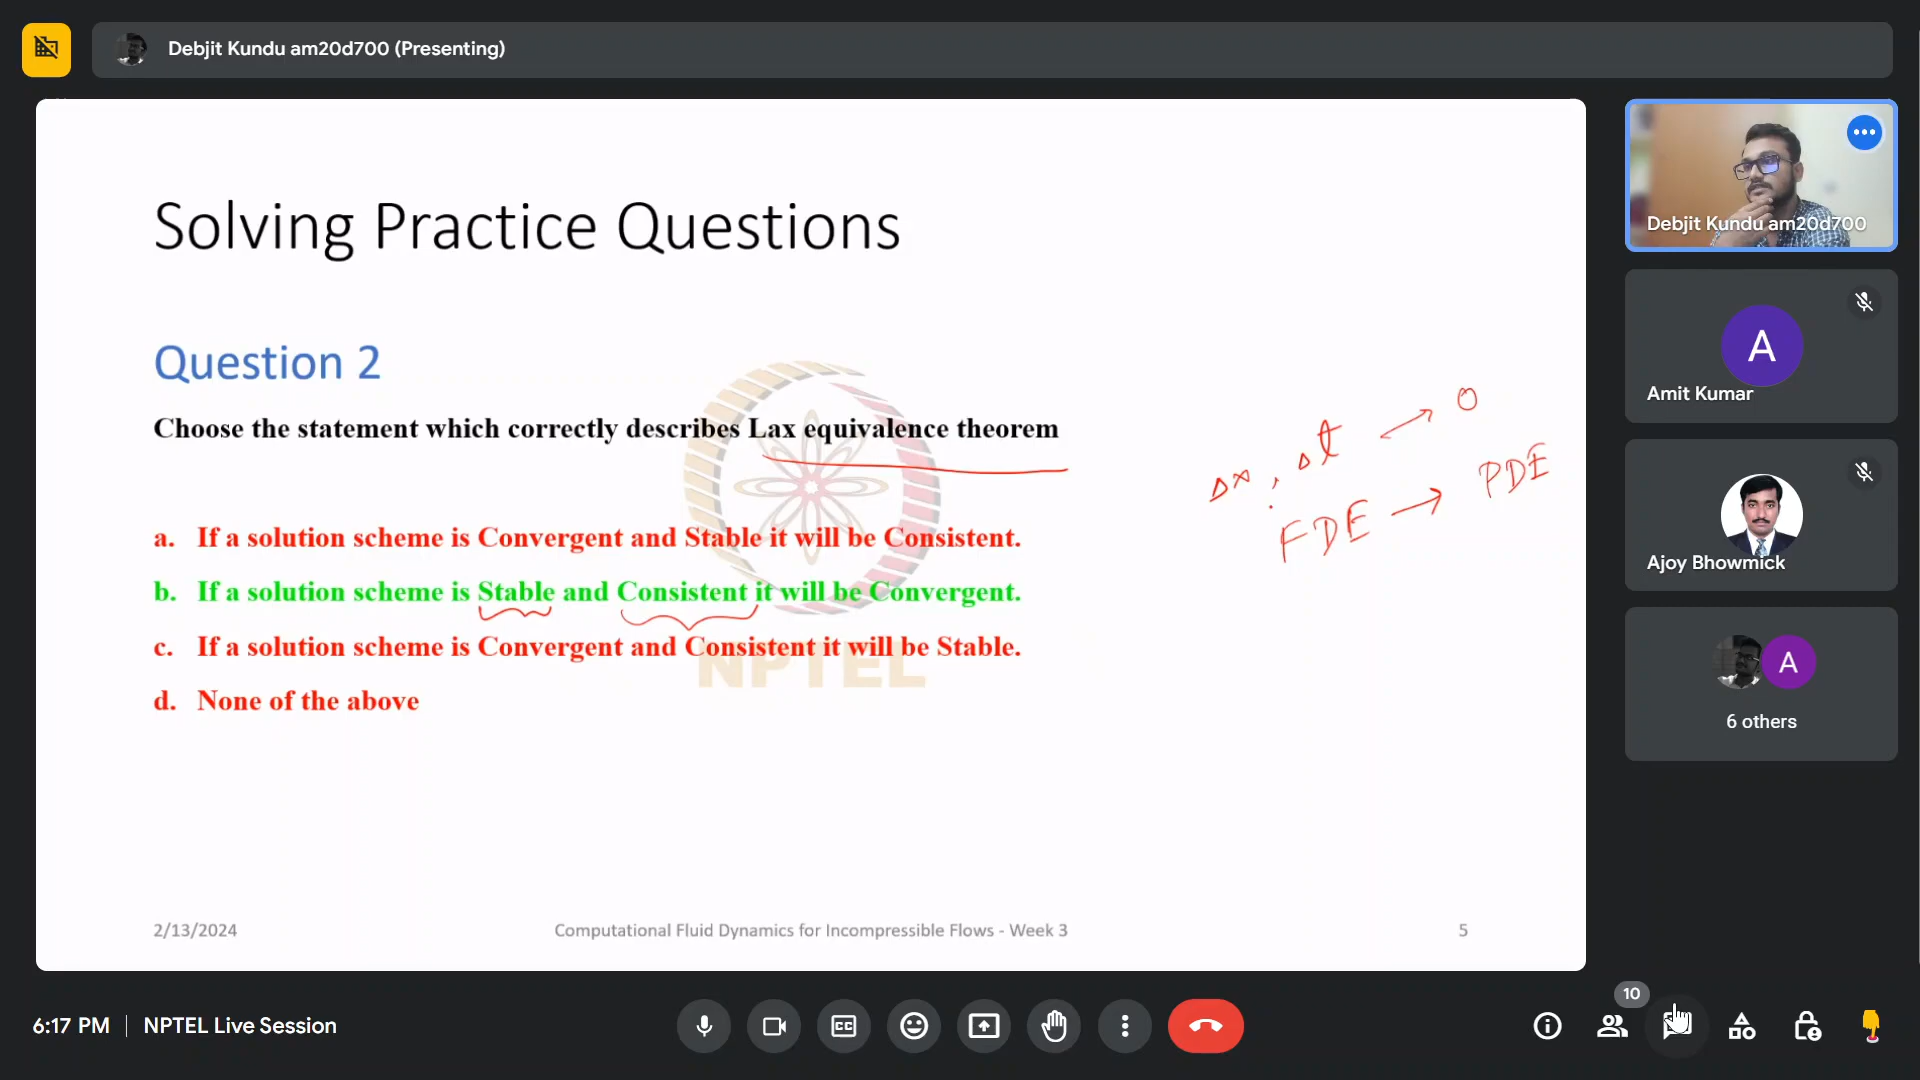 Debjit Kundu am20d700 (Presenting)
Solving Practice Questions
Question 2
Choose the statement which correctly describes Lax equivalence theorem
a. If a solution scheme is Convergent and Stable it will be Consistent.
b. If a solution scheme is Stable and Consistent it will be Convergent.
c. If a solution scheme is Convergent and Consistent it will be Stable.
d. None of the above
Δx, Δt → 0
FDE → PDE
NPTEL
2/13/2024
Computational Fluid Dynamics for Incompressible Flows - Week 3
5
Debjit Kundu am20d700
A
Amit Kumar
Ajoy Bhowmick
A
6 others
6:17 PM | NPTEL Live Session
CC
10